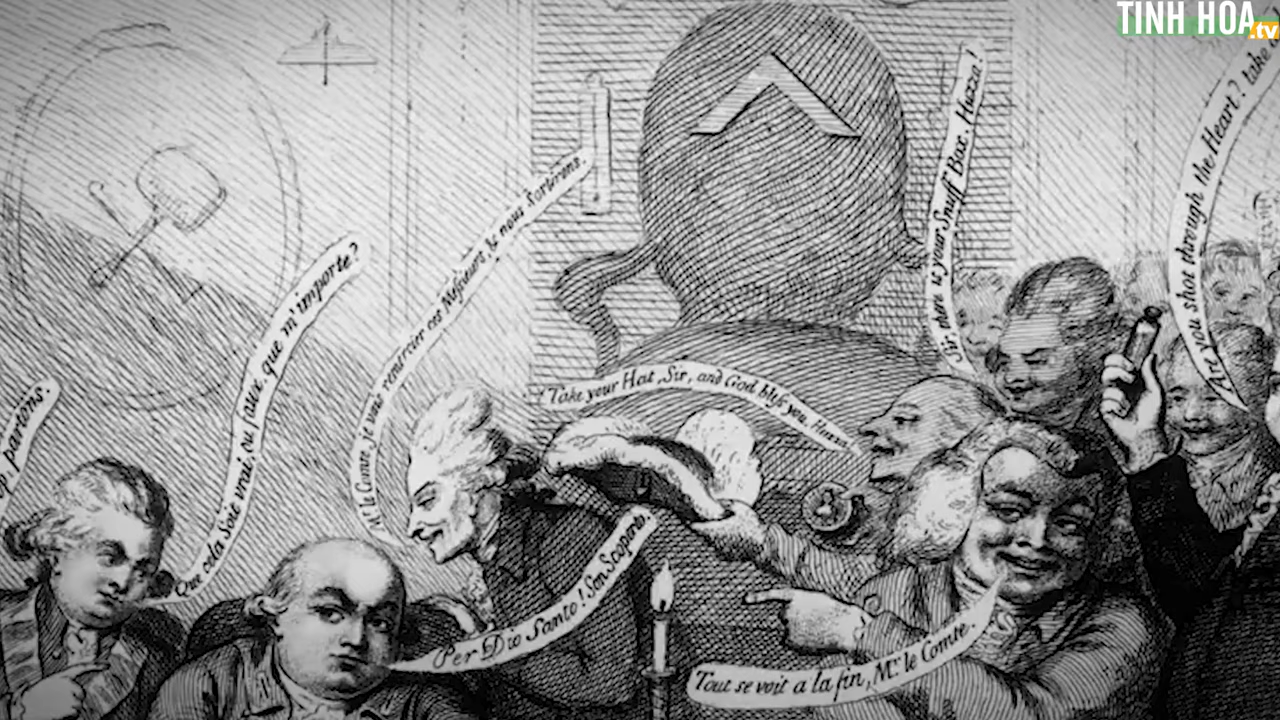 TINH HOA
.tv
partons.
Que cela Soit vrai, ou faux, que m'importe?
Mr. le Comte, je vous remercier ces Messieurs, & nous Sortirons.
Take your Hat, Sir, and God bless you, Huzza!
Sir, there is your Snuff Box. Huzza!
Are you shot through the Heart? take
Per Dio Santo! Son Scoperto.
Tout se voit a la fin, Mr. le Comte.